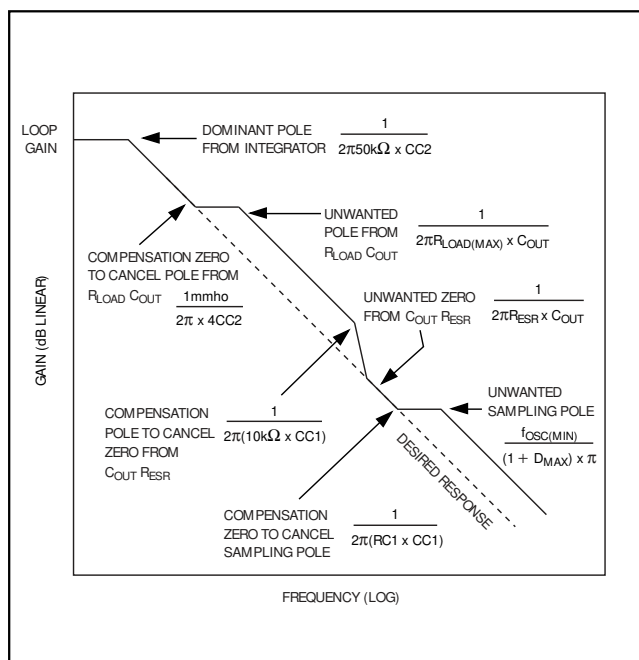 LOOP
GAIN
DOMINANT POLE
FROM INTEGRATOR
1
2π50kΩ x CC2
UNWANTED
POLE FROM
RLOAD COUT
1
2πRLOAD(MAX) x COUT
COMPENSATION ZERO
TO CANCEL POLE FROM
RLOAD COUT
1mmho
2π x 4CC2
UNWANTED ZERO
FROM COUT RESR
1
2πRESR x COUT
GAIN (dB LINEAR)
COMPENSATION
POLE TO CANCEL
ZERO FROM
COUT RESR
1
2π(10kΩ x CC1)
UNWANTED
SAMPLING POLE
fOSC(MIN)
(1 + DMAX) x π
DESIRED RESPONSE
COMPENSATION
ZERO TO CANCEL
SAMPLING POLE
1
2π(RC1 x CC1)
FREQUENCY (LOG)